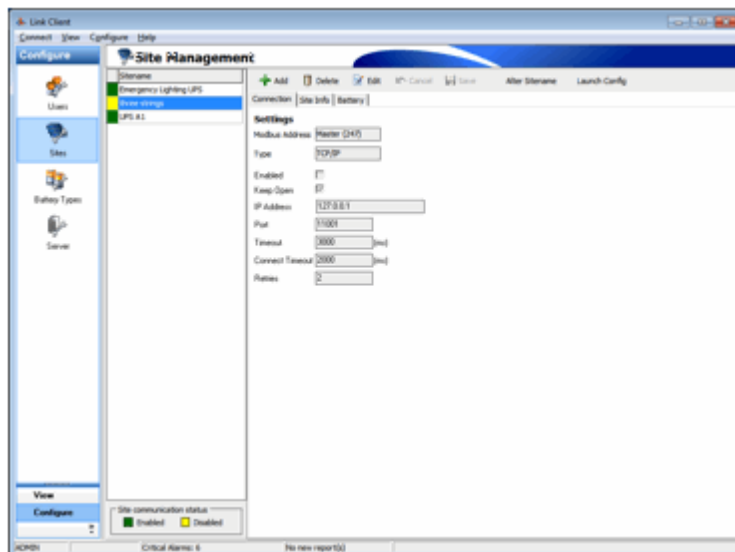 Link Client
Connect View Configure Help
Configure
Site Management
Users
Sites
Battery Types
Server
View
Configure
Sitename
Emergency Lighting UPS
three strings
UPS A1
Site communication status
Enabled Disabled
Add Delete Edit Cancel Save Alter Sitename Launch Config
Connection Site Info Battery
Settings
Modbus Address Master (247)
Type TCP/IP
Enabled
Keep Open
IP Address 127.0.0.1
Port 11001
Timeout 3000 (ms)
Connect Timeout 2000 (ms)
Retries 2
ADMIN Critical Alarms: 6 No new report(s)